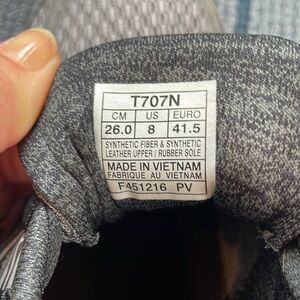 T707N
CM US EURO
26.0 8 41.5
SYNTHETIC FIBER & SYNTHETIC
LEATHER UPPER / RUBBER SOLE
MADE IN VIETNAM
FABRIQUE AU VIETNAM
F451216 PV